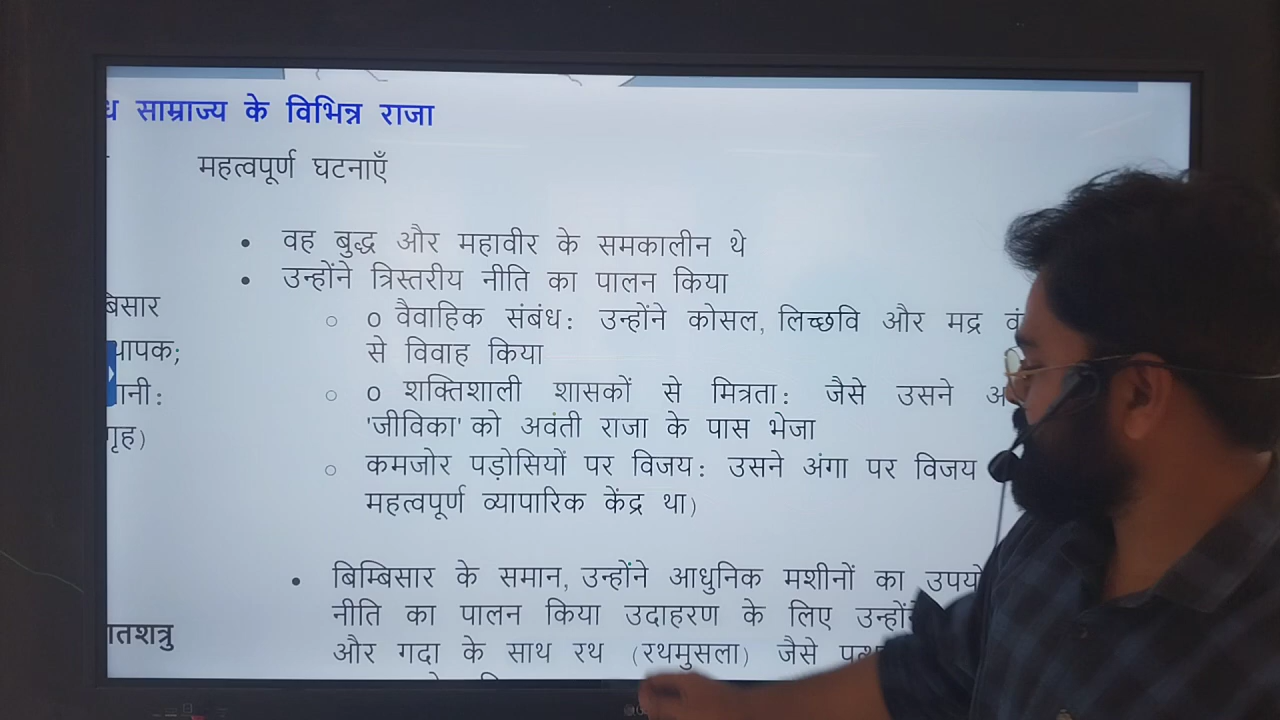 साम्राज्य के विभिन्न राजा
महत्वपूर्ण घटनाएँ
• वह बुद्ध और महावीर के समकालीन थे
• उन्होंने त्रिस्तरीय नीति का पालन किया
बिसार
○ o वैवाहिक संबंध: उन्होंने कोसल, लिच्छवि और मद्र
से विवाह किया
थापक;
○ o शक्तिशाली शासकों से मित्रता: जैसे उसने
ानी:
'जीविका' को अवंती राजा के पास भेजा
गृह)
○ कमजोर पड़ोसियों पर विजय: उसने अंगा पर विजय
महत्वपूर्ण व्यापारिक केंद्र था)
• बिम्बिसार के समान, उन्होंने आधुनिक मशीनों का
नीति का पालन किया उदाहरण के लिए
ातशत्रु
और गदा के साथ रथ (रथमुसला) जैसे